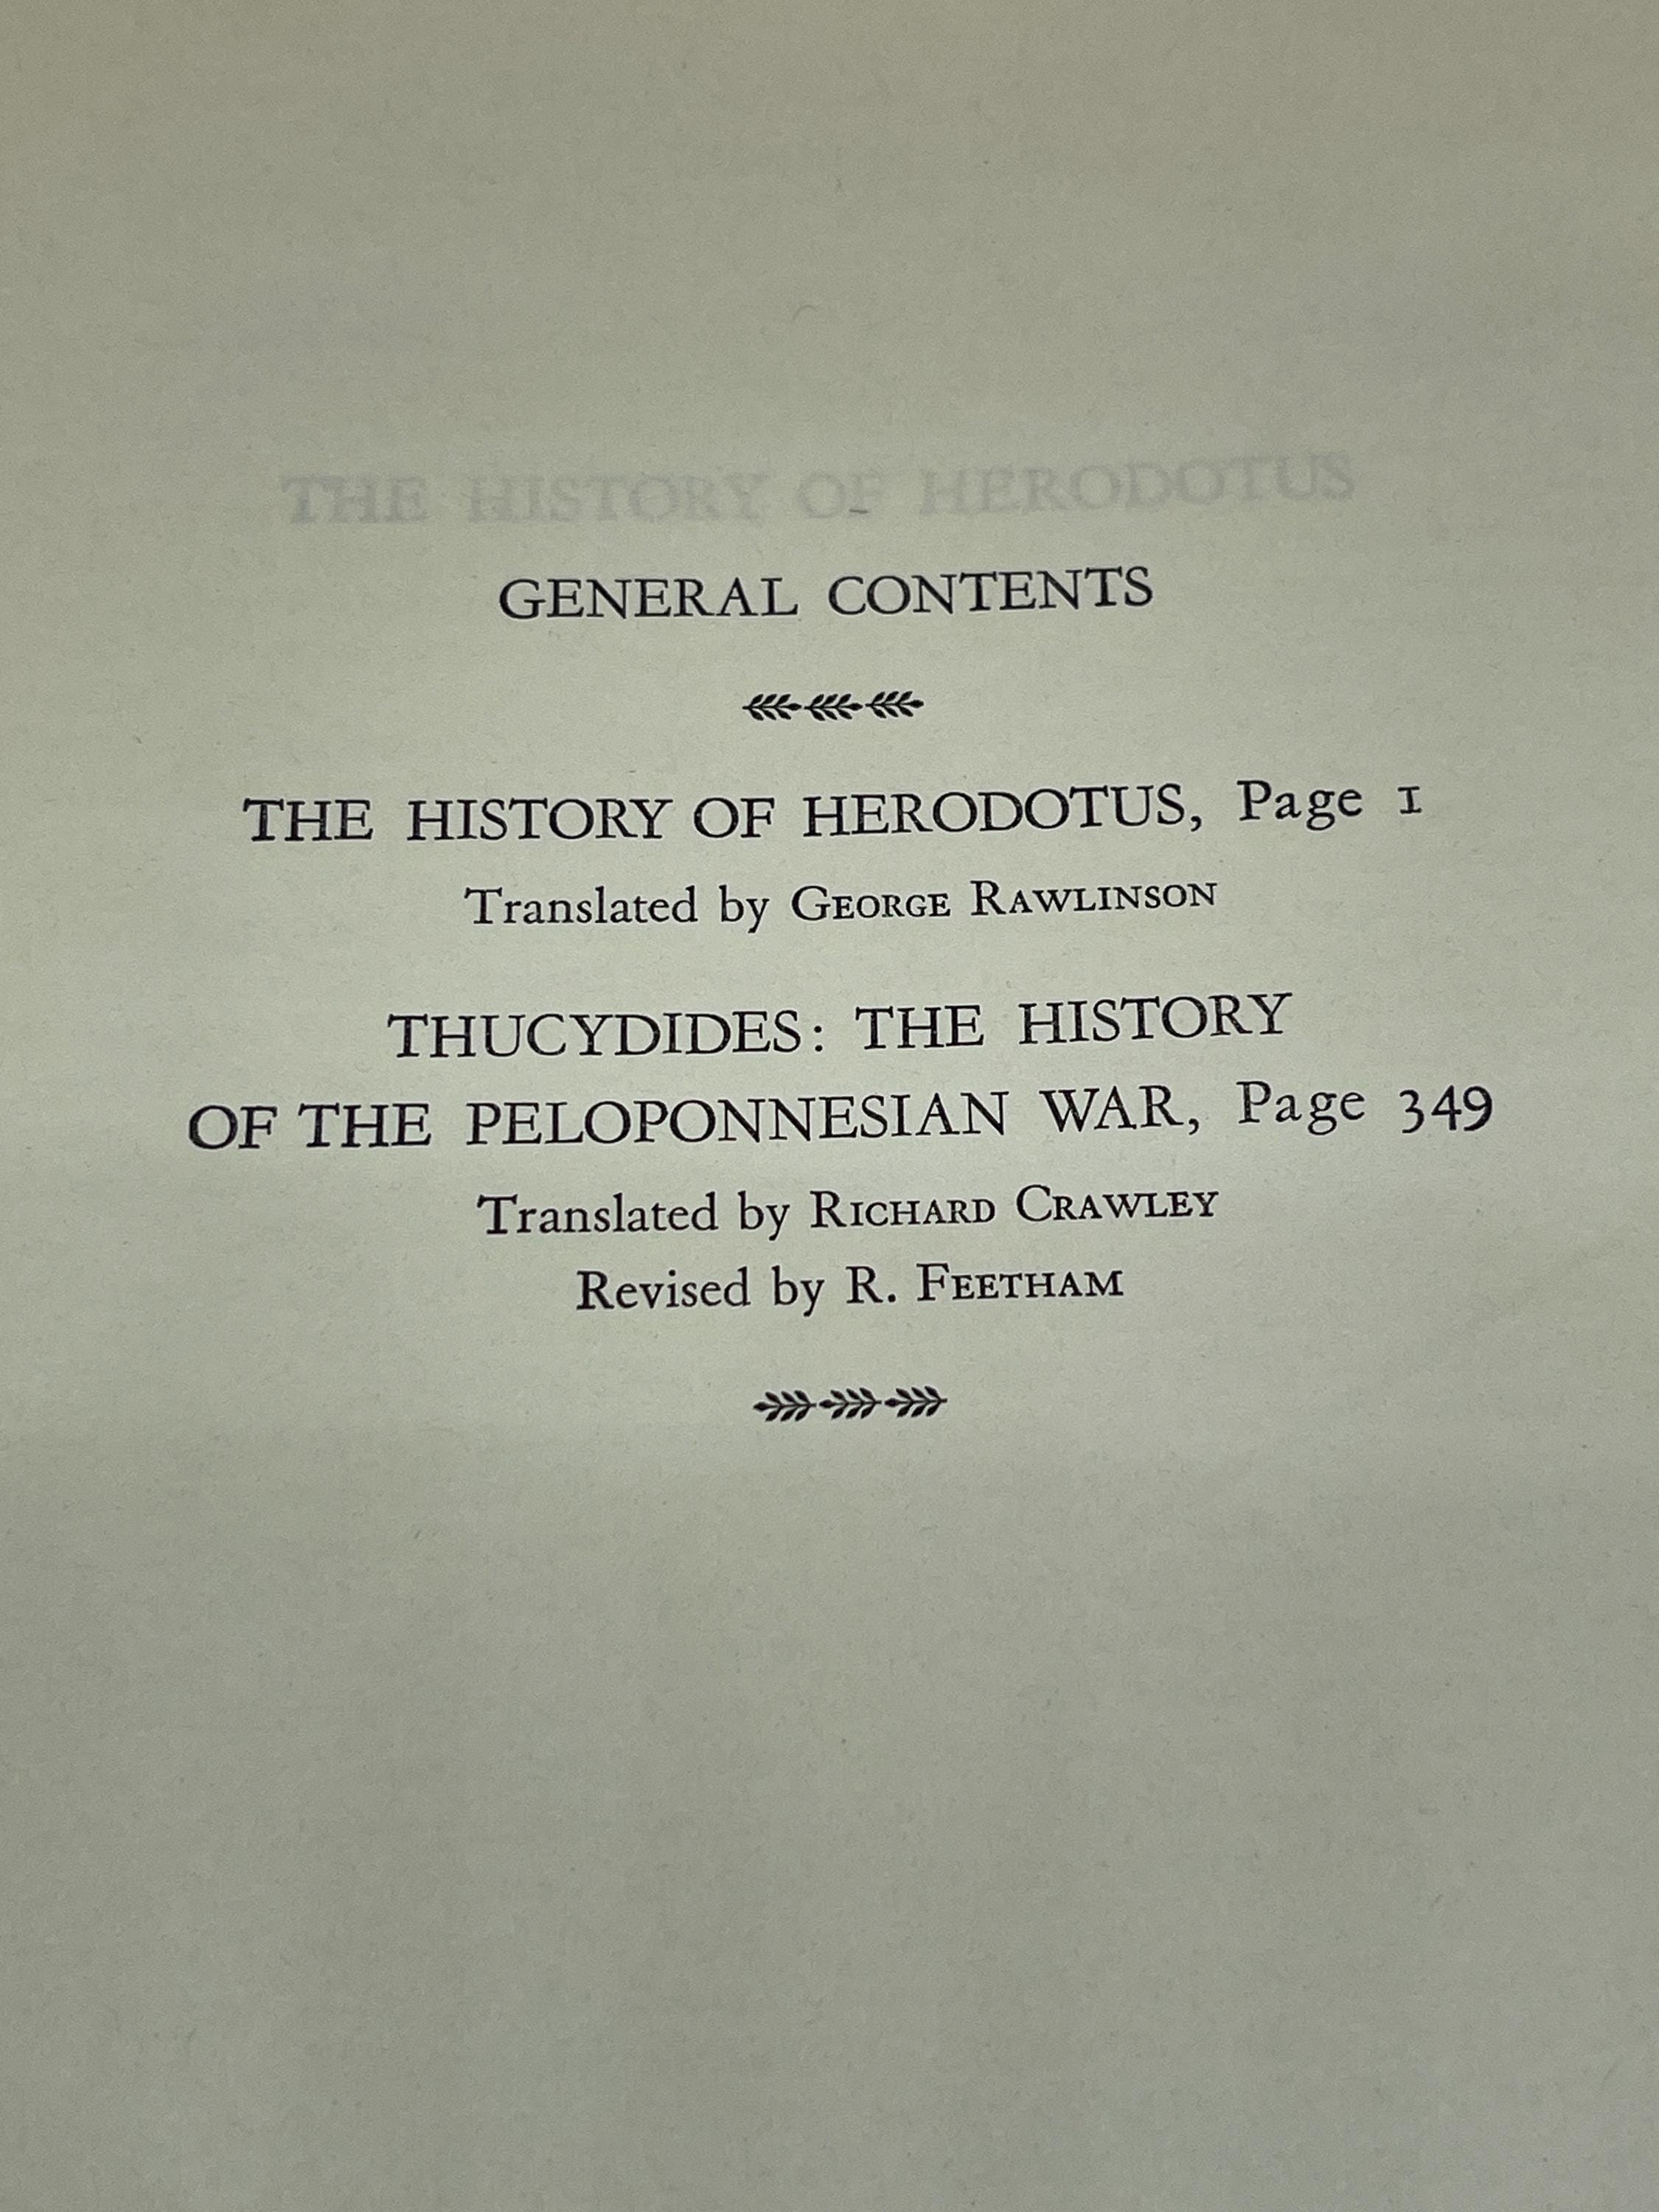 THE HISTORY OF HERODOTUS
GENERAL CONTENTS
THE HISTORY OF HERODOTUS, Page 1
Translated by GEORGE RAWLINSON
THUCYDIDES: THE HISTORY
OF THE PELOPONNESIAN WAR, Page 349
Translated by RICHARD CRAWLEY
Revised by R. FEETHAM